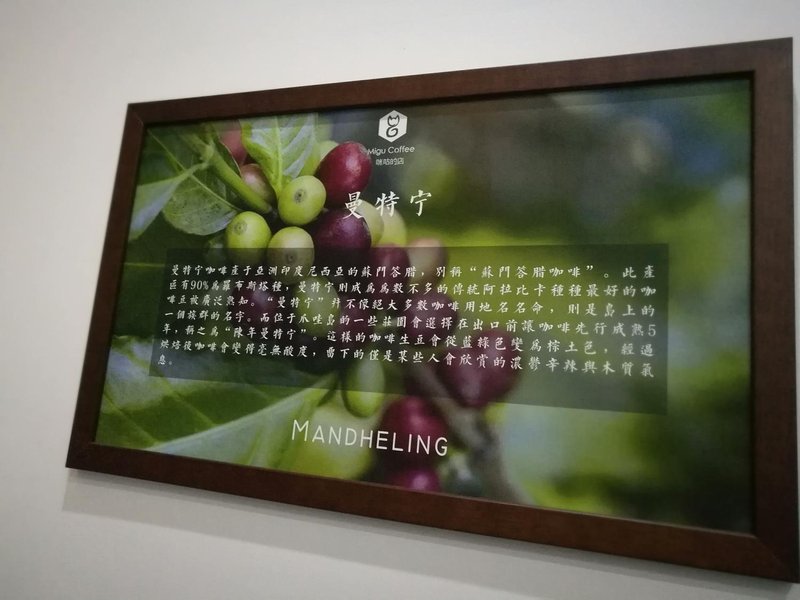 Migu Coffee
咪咕的店
曼特宁
曼特宁咖啡產于亞洲印度尼西亞的蘇門答腊，別稱“蘇門答腊咖啡”。此產
區有90%為羅布斯塔種，曼特宁則成為為數不多的傳統阿拉比卡種種最好的咖
啡豆被廣泛熟知。“曼特宁”并不像絕大多數咖啡用地名名命，則是島上的
一個族群的名字。而位于爪哇島的一些莊園會選擇在出口前讓咖啡先行成熟5
年，稱之為“陳年曼特宁”。這樣的咖啡生豆會從藍綠色變為棕土色，經過
烘焙後咖啡會變得毫無酸度，留下的僅是某些人會欣賞的濃鬱辛辣與木質氣
息。
MANDHELING